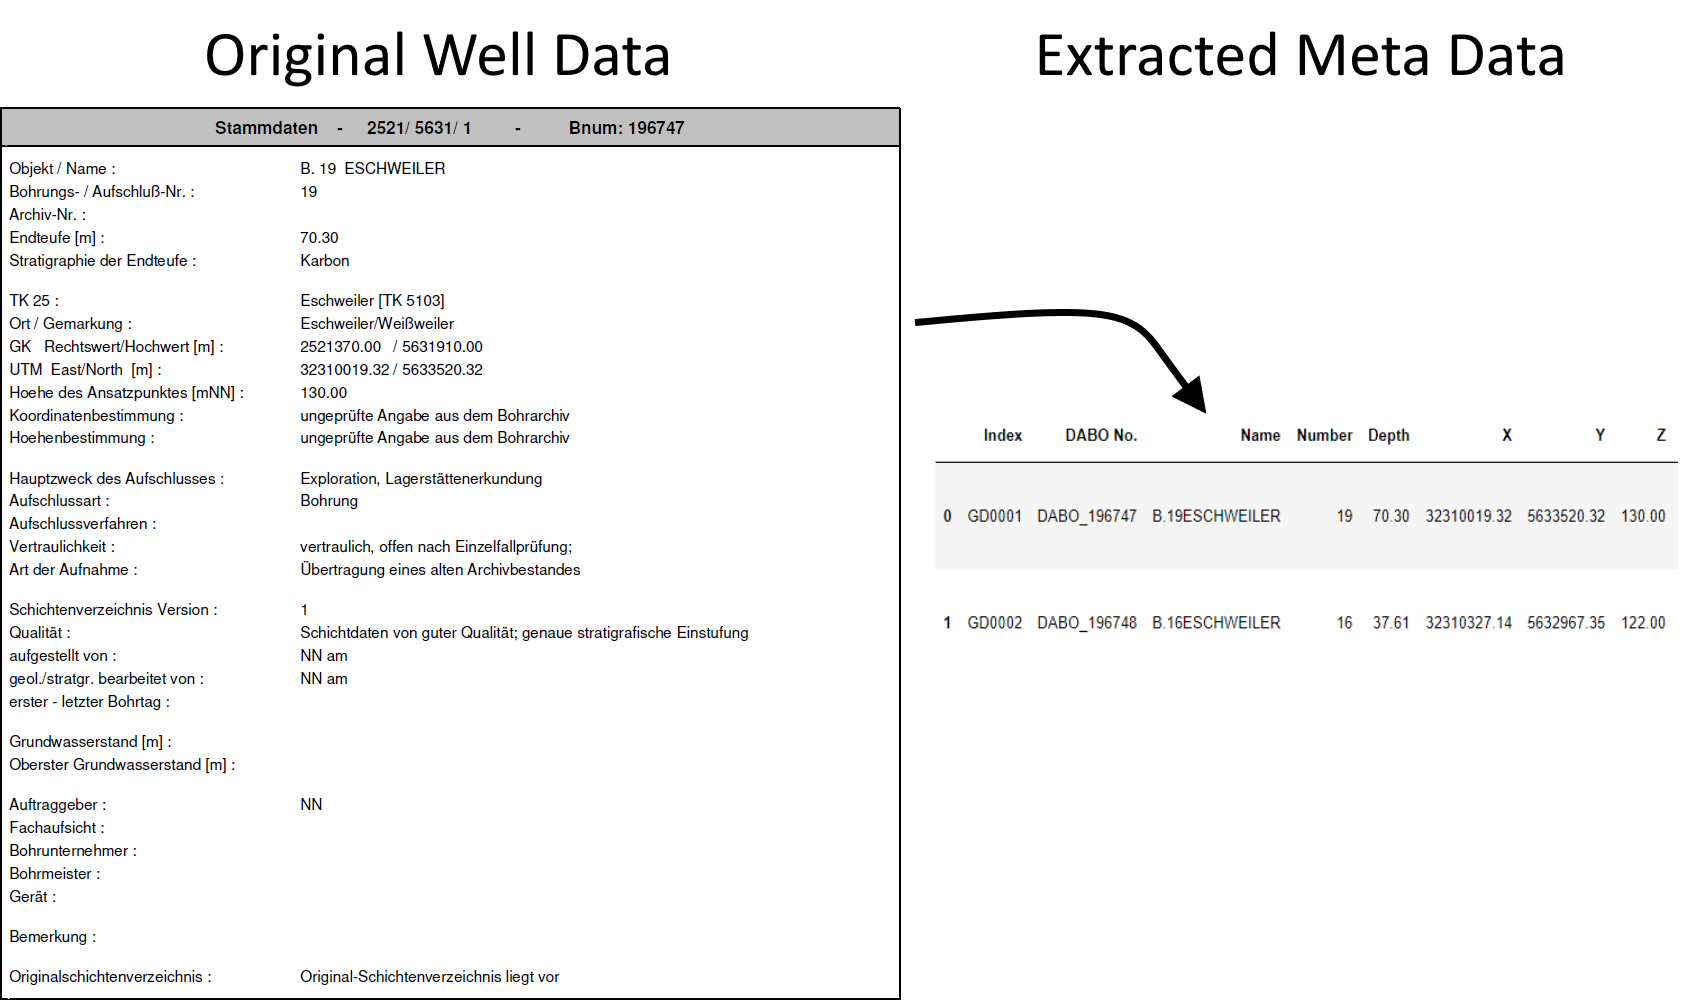 Original Well Data
Extracted Meta Data
Stammdaten - 2521/ 5631/ 1 - Bnum: 196747
Objekt / Name : B. 19 ESCHWEILER
Bohrungs- / Aufschluß-Nr. : 19
Archiv-Nr. :
Endteufe [m] : 70.30
Stratigraphie der Endteufe : Karbon
TK 25 : Eschweiler [TK 5103]
Ort / Gemarkung : Eschweiler/Weißweiler
GK Rechtswert/Hochwert [m] : 2521370.00 / 5631910.00
UTM East/North [m] : 32310019.32 / 5633520.32
Hoehe des Ansatzpunktes [mNN] : 130.00
Koordinatenbestimmung : ungeprüfte Angabe aus dem Bohrarchiv
Hoehenbestimmung : ungeprüfte Angabe aus dem Bohrarchiv
Hauptzweck des Aufschlusses : Exploration, Lagerstättenerkundung
Aufschlussart : Bohrung
Aufschlussverfahren :
Vertraulichkeit : vertraulich, offen nach Einzelfallprüfung;
Art der Aufnahme : Übertragung eines alten Archivbestandes
Schichtenverzeichnis Version : 1
Qualität : Schichtdaten von guter Qualität; genaue stratigrafische Einstufung
aufgestellt von : NN am
geol./stratgr. bearbeitet von : NN am
erster - letzter Bohrtag :
Grundwasserstand [m] :
Oberster Grundwasserstand [m] :
Auftraggeber : NN
Fachaufsicht :
Bohrunternehmer :
Bohrmeister :
Gerät :
Bemerkung :
Originalschichtenverzeichnis : Original-Schichtenverzeichnis liegt vor
Index DABO No. Name Number Depth X Y Z
0 GD0001 DABO_196747 B.19ESCHWEILER 19 70.30 32310019.32 5633520.32 130.00
1 GD0002 DABO_196748 B.16ESCHWEILER 16 37.61 32310327.14 5632967.35 122.00